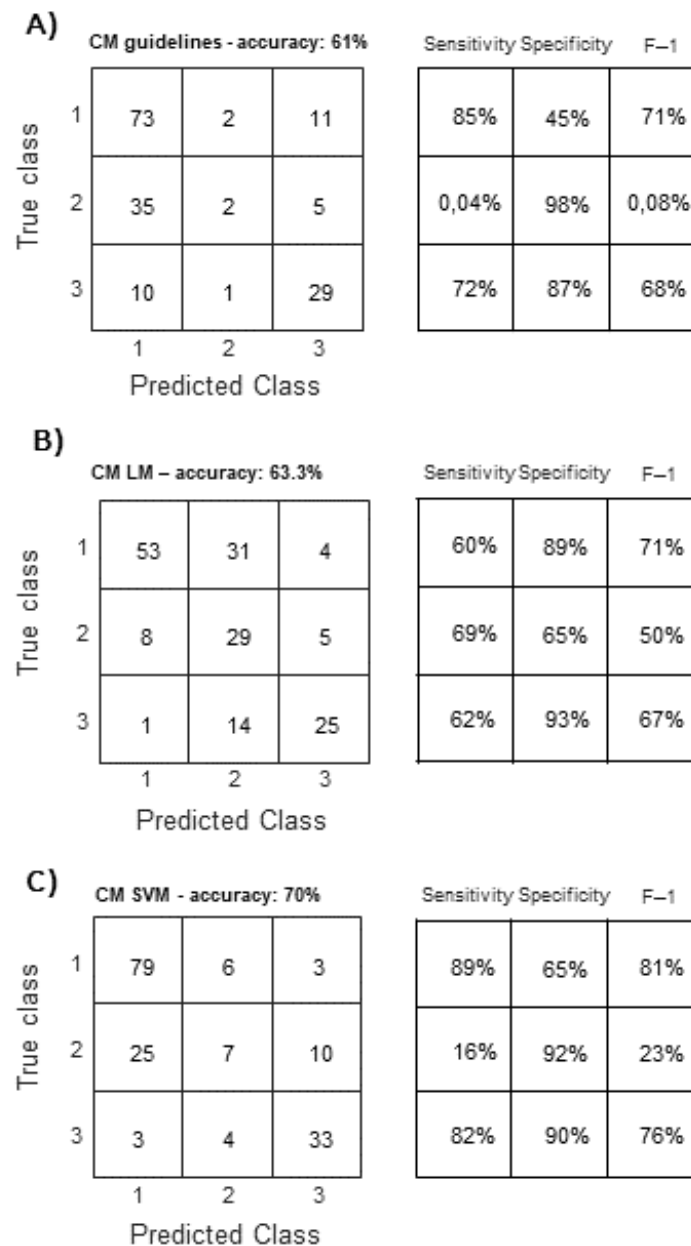 A)
CM guidelines - accuracy: 61%
Sensitivity Specificity F–1
True class
1 73 2 11 85% 45% 71%
2 35 2 5 0,04% 98% 0,08%
3 10 1 29 72% 87% 68%
1 2 3
Predicted Class
B)
CM LM – accuracy: 63.3%
Sensitivity Specificity F–1
True class
1 53 31 4 60% 89% 71%
2 8 29 5 69% 65% 50%
3 1 14 25 62% 93% 67%
1 2 3
Predicted Class
C)
CM SVM - accuracy: 70%
Sensitivity Specificity F–1
True class
1 79 6 3 89% 65% 81%
2 25 7 10 16% 92% 23%
3 3 4 33 82% 90% 76%
1 2 3
Predicted Class